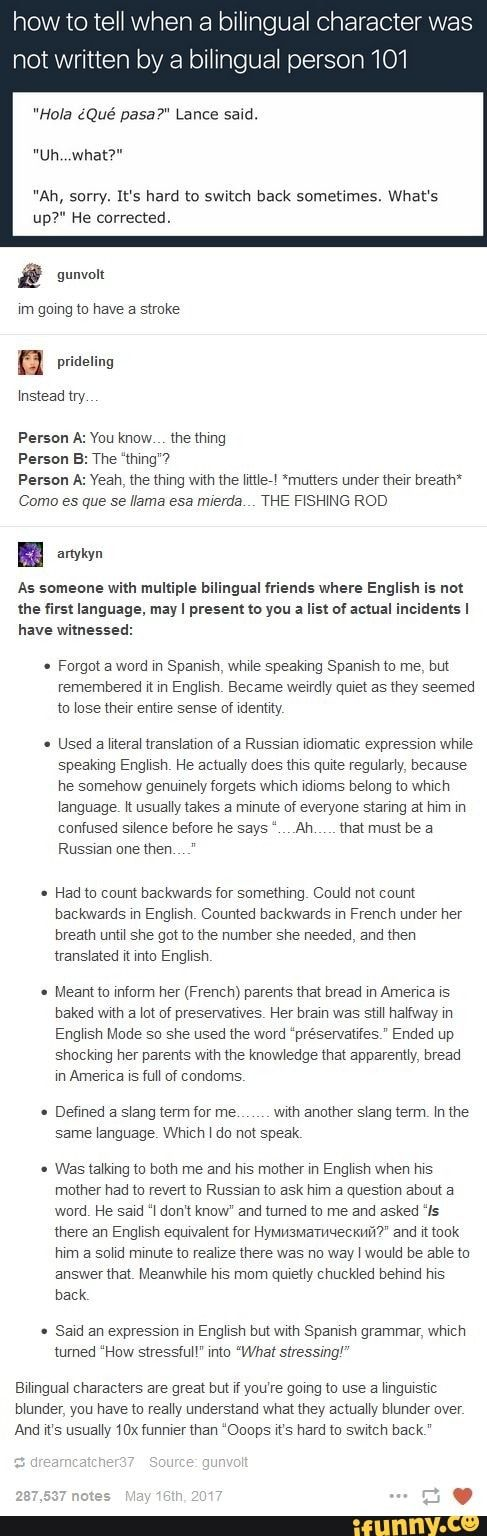 how to tell when a bilingual character was
not written by a bilingual person 101
"Hola ¿Qué pasa?" Lance said.
"Uh...what?"
"Ah, sorry. It's hard to switch back sometimes. What's
up?" He corrected.
gunvolt
im going to have a stroke
prideling
Instead try...
Person A: You know... the thing
Person B: The "thing"?
Person A: Yeah, the thing with the little-! *mutters under their breath*
Como es que se llama esa mierda... THE FISHING ROD
artykyn
As someone with multiple bilingual friends where English is not
the first language, may I present to you a list of actual incidents I
have witnessed:
• Forgot a word in Spanish, while speaking Spanish to me, but
remembered it in English. Became weirdly quiet as they seemed
to lose their entire sense of identity.
• Used a literal translation of a Russian idiomatic expression while
speaking English. He actually does this quite regularly, because
he somehow genuinely forgets which idioms belong to which
language. It usually takes a minute of everyone staring at him in
confused silence before he says "....Ah..... that must be a
Russian one then...."
• Had to count backwards for something. Could not count
backwards in English. Counted backwards in French under her
breath until she got to the number she needed, and then
translated it into English.
• Meant to inform her (French) parents that bread in America is
baked with a lot of preservatives. Her brain was still halfway in
English Mode so she used the word "préservatifes." Ended up
shocking her parents with the knowledge that apparently, bread
in America is full of condoms.
• Defined a slang term for me....... with another slang term. In the
same language. Which I do not speak.
• Was talking to both me and his mother in English when his
mother had to revert to Russian to ask him a question about a
word. He said "I don't know" and turned to me and asked "Is
there an English equivalent for Нумизматический?" and it took
him a solid minute to realize there was no way I would be able to
answer that. Meanwhile his mom quietly chuckled behind his
back.
• Said an expression in English but with Spanish grammar, which
turned "How stressful!" into "What stressing!"
Bilingual characters are great but if you're going to use a linguistic
blunder, you have to really understand what they actually blunder over.
And it's usually 10x funnier than "Ooops it's hard to switch back."
drearncatcher37 Source: gunvolt
287,537 notes May 16th, 2017
ifunny.co